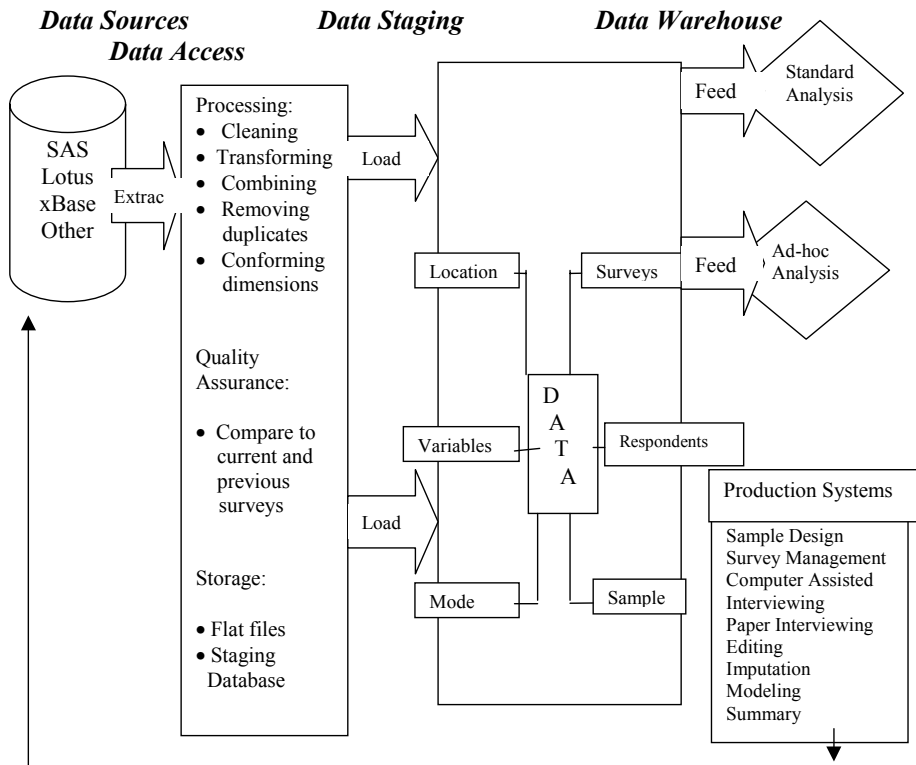 Data Sources
Data Access
Data Staging
Data Warehouse
SAS
Lotus
xBase
Other
Extrac
Processing:
• Cleaning
• Transforming
• Combining
• Removing
duplicates
• Conforming
dimensions
Quality
Assurance:
• Compare to
current and
previous
surveys
Storage:
• Flat files
• Staging
Database
Load
Load
Location
Surveys
Variables
D
A
T
A
Respondents
Mode
Sample
Feed
Standard
Analysis
Feed
Ad-hoc
Analysis
Production Systems
Sample Design
Survey Management
Computer Assisted
Interviewing
Paper Interviewing
Editing
Imputation
Modeling
Summary